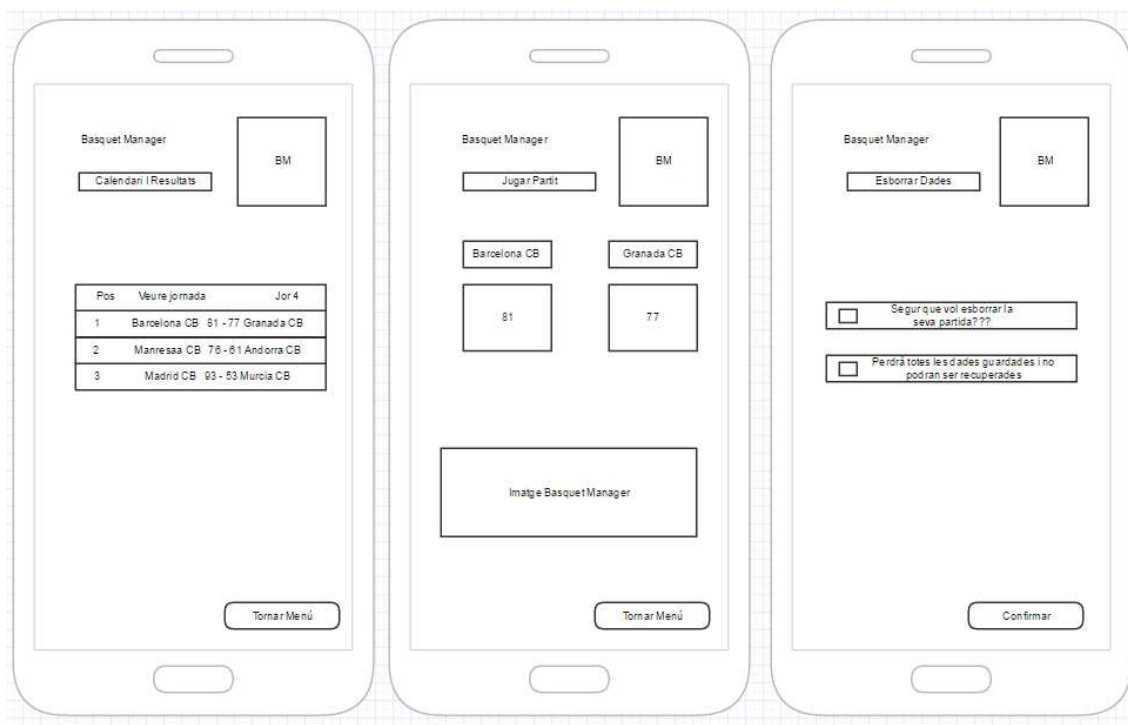 Basquet Manager
BM
Calendari I Resultats
Pos Veure jornada Jor 4
1 Barcelona CB 81 - 77 Granada CB
2 Manresaa CB 76 - 61 Andorra CB
3 Madrid CB 93 - 53 Murcia CB
Tornar Menú
Basquet Manager
BM
Jugar Partit
Barcelona CB Granada CB
81 77
Imatge Basquet Manager
Tornar Menú
Basquet Manager
BM
Esborrar Dades
Segur que vol esborrar la
seva partida???
Perdrá totes les dades guardades i no
podran ser recuperades
Confirmar